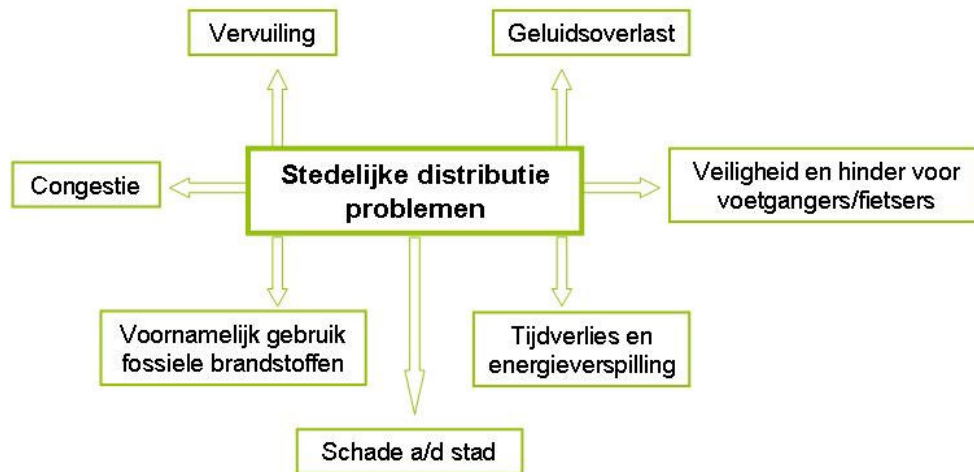 Vervuiling
Geluidsoverlast
Congestie
Stedelijke distributie
problemen
Veiligheid en hinder voor
voetgangers/fietsers
Voornamelijk gebruik
fossiele brandstoffen
Tijdverlies en
energieverspilling
Schade a/d stad